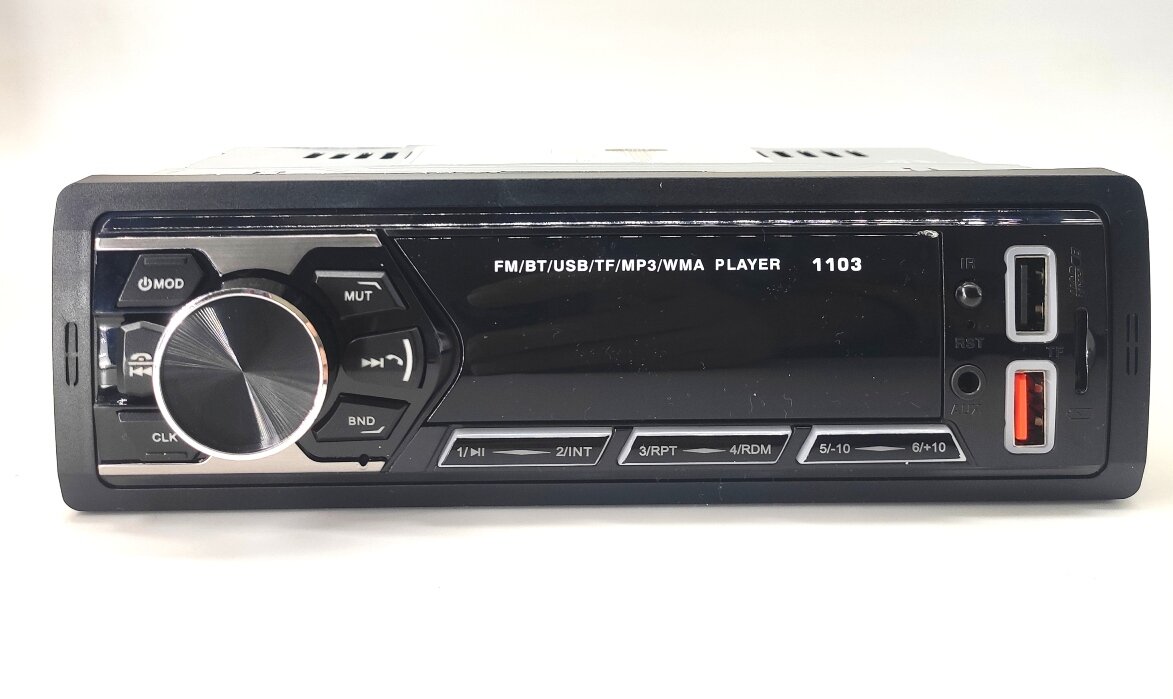 FM/BT/USB/TF/MP3/WMA PLAYER 1103
MOD
MUT
BND
CLK
1/ 2/INT
3/RPT 4/RDM
5/-10 6/+10
IR
RST
AUX
TF